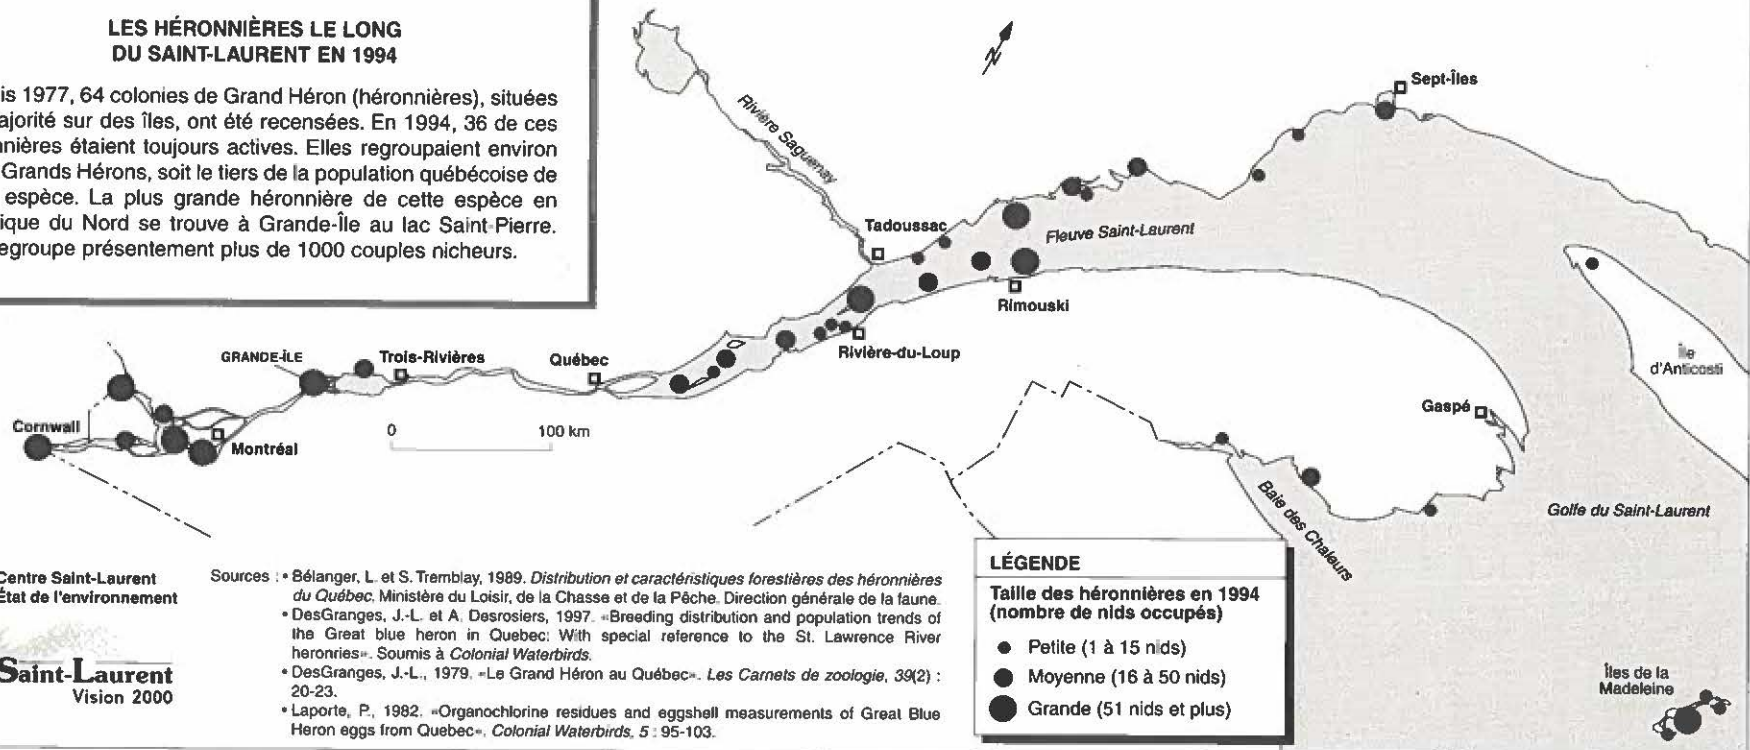 LES HÉRONNIÈRES LE LONG
DU SAINT-LAURENT EN 1994
is 1977, 64 colonies de Grand Héron (héronnières), situées
ajorité sur des îles, ont été recensées. En 1994, 36 de ces
nnières étaient toujours actives. Elles regroupaient environ
Grands Hérons, soit le tiers de la population québécoise de
espèce. La plus grande héronnière de cette espèce en
ique du Nord se trouve à Grande-Île au lac Saint-Pierre.
egroupe présentement plus de 1000 couples nicheurs.
N
Sept-Îles
Rivière Saguenay
Tadoussac
Fleuve Saint-Laurent
Rimouski
Rivière-du-Loup
Île
d'Anticosti
GRANDE-ÎLE
Trois-Rivières
Québec
Gaspé
Cornwall
Montréal
0 100 km
Baie des Chaleurs
Golfe du Saint-Laurent
Îles de la
Madeleine
Centre Saint-Laurent
État de l'environnement
Saint-Laurent
Vision 2000
Sources : • Bélanger, L. et S. Tremblay, 1989. Distribution et caractéristiques forestières des héronnières
du Québec. Ministère du Loisir, de la Chasse et de la Pêche. Direction générale de la faune.
• DesGranges, J.-L. et A. Desrosiers, 1997. «Breeding distribution and population trends of
the Great blue heron in Quebec: With special reference to the St. Lawrence River
heronries». Soumis à Colonial Waterbirds.
• DesGranges, J.-L., 1979. «Le Grand Héron au Québec». Les Carnets de zoologie, 39(2) :
20-23.
• Laporte, P., 1982. «Organochlorine residues and eggshell measurements of Great Blue
Heron eggs from Quebec». Colonial Waterbirds, 5 : 95-103.
LÉGENDE
Taille des héronnières en 1994
(nombre de nids occupés)
Petite (1 à 15 nids)
Moyenne (16 à 50 nids)
Grande (51 nids et plus)